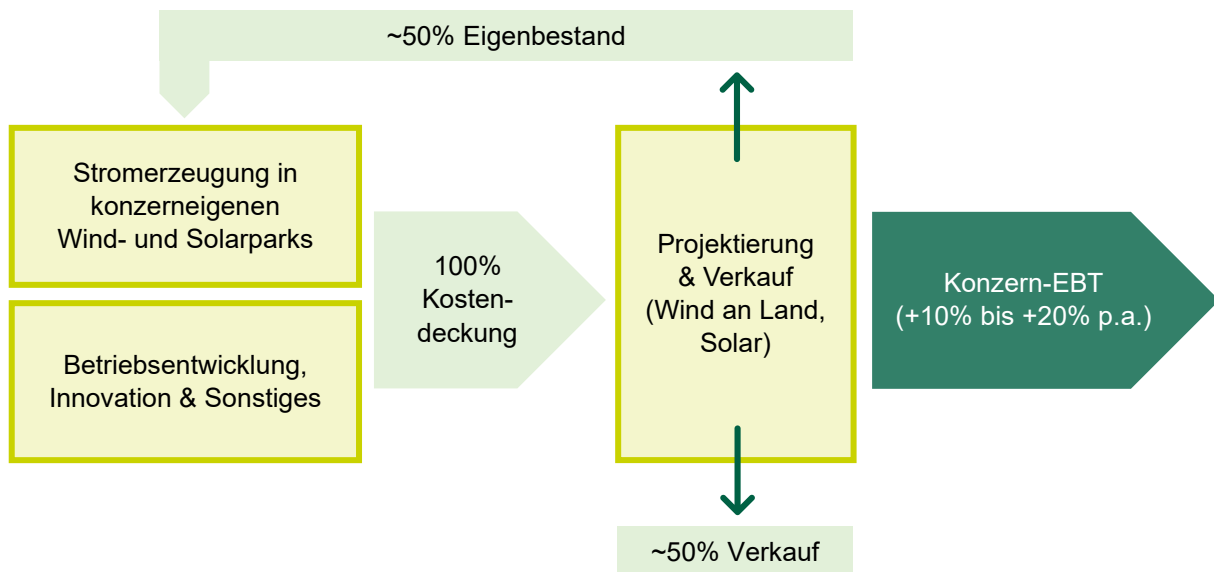 ~50% Eigenbestand
Stromerzeugung in
konzerneigenen
Wind- und Solarparks
Betriebsentwicklung,
Innovation & Sonstiges
100%
Kosten-
deckung
Projektierung
& Verkauf
(Wind an Land,
Solar)
Konzern-EBT
(+10% bis +20% p.a.)
~50% Verkauf